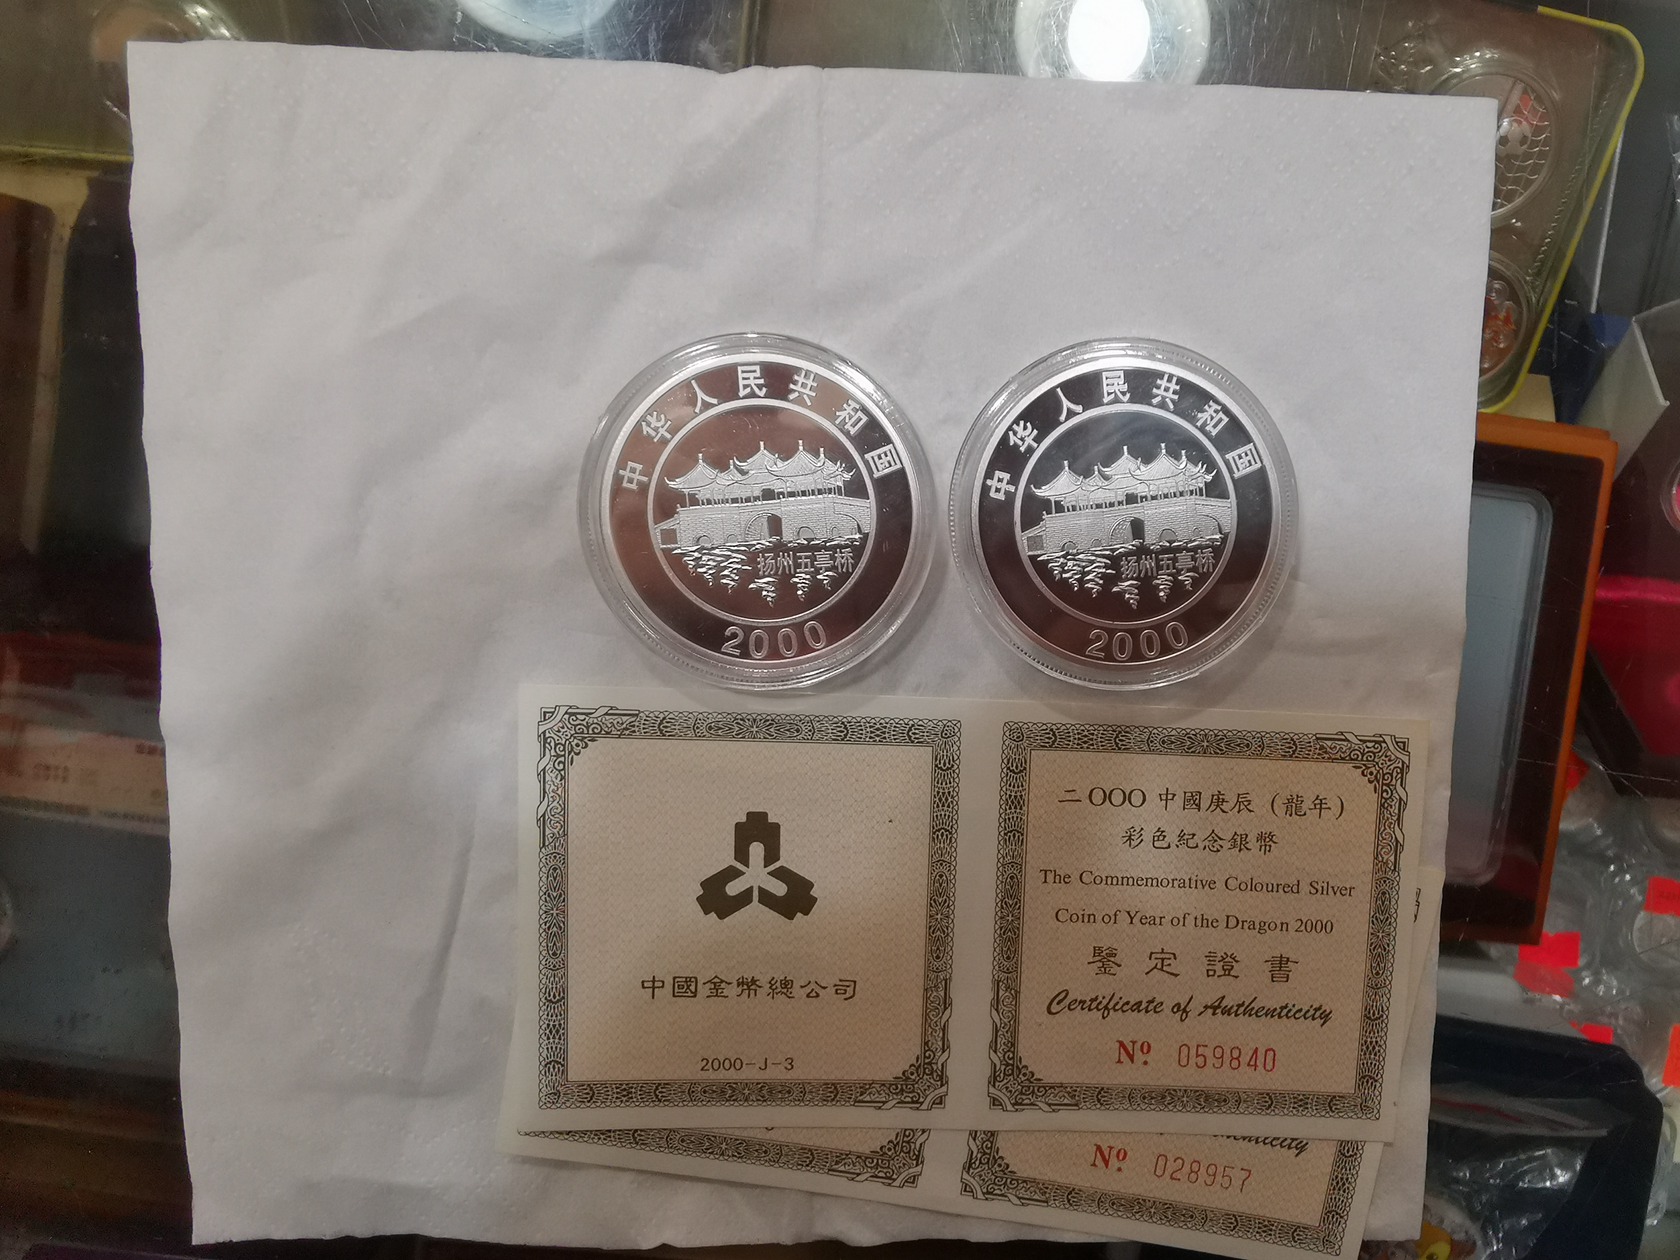 中华人民共和国
扬州五亭桥
2000
中华人民共和国
扬州五亭桥
2000
中國金幣總公司
2000-J-3
二OOO 中國庚辰 (龍年)
彩色紀念銀幣
The Commemorative Coloured Silver
Coin of Year of the Dragon 2000
鑒定證書
Certificate of Authenticity
Nº 059840
Nº 028957